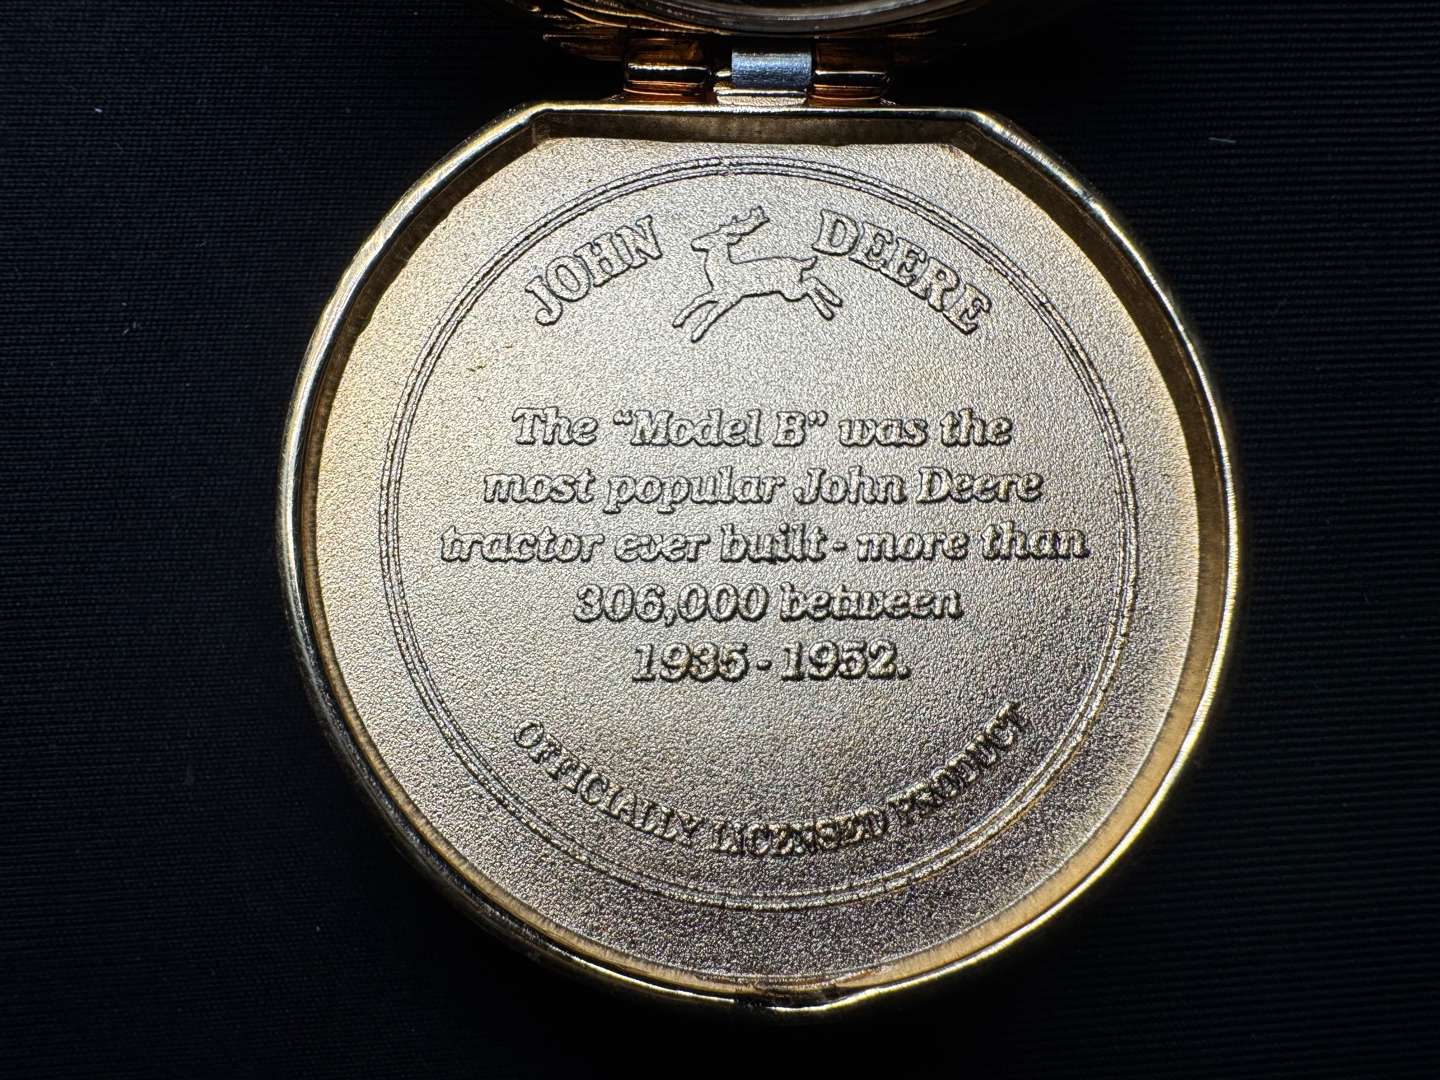 JOHN DEERE
The "Model B" was the
most popular John Deere
tractor ever built - more than
306,000 between
1935 - 1952.
OFFICIALLY LICENSED PRODUCT